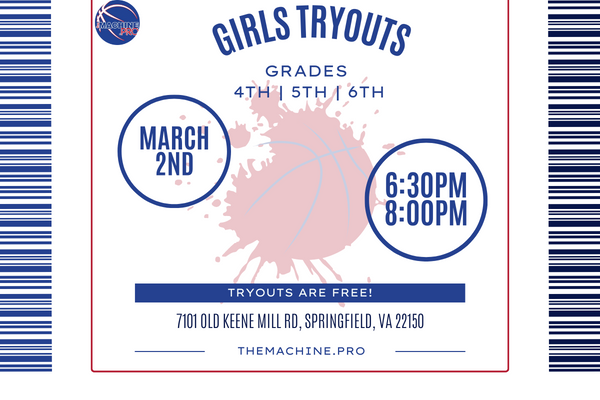 MACHINE
PRO
GIRLS TRYOUTS
GRADES
4TH | 5TH | 6TH
MARCH
2ND
6:30PM
8:00PM
TRYOUTS ARE FREE!
7101 OLD KEENE MILL RD, SPRINGFIELD, VA 22150
THEMACHINE.PRO